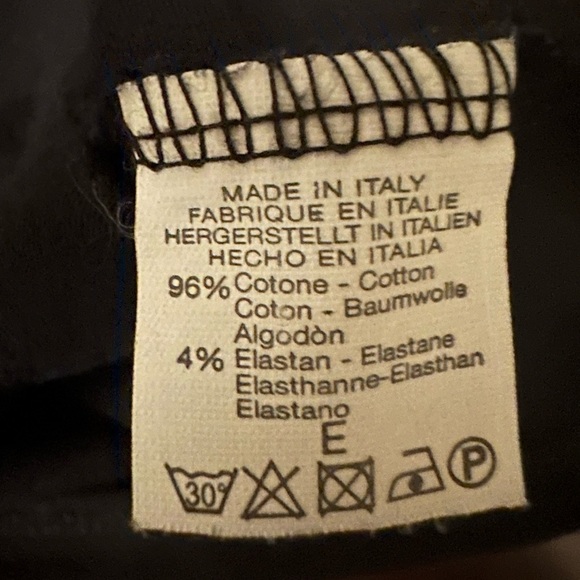 MADE IN ITALY
FABRIQUE EN ITALIE
HERGERSTELLT IN ITALIEN
HECHO EN ITALIA
96% Cotone - Cotton
Coton - Baumwolle
Algodòn
4% Elastan - Elastane
Elasthanne-Elasthan
Elastano
E
30° P